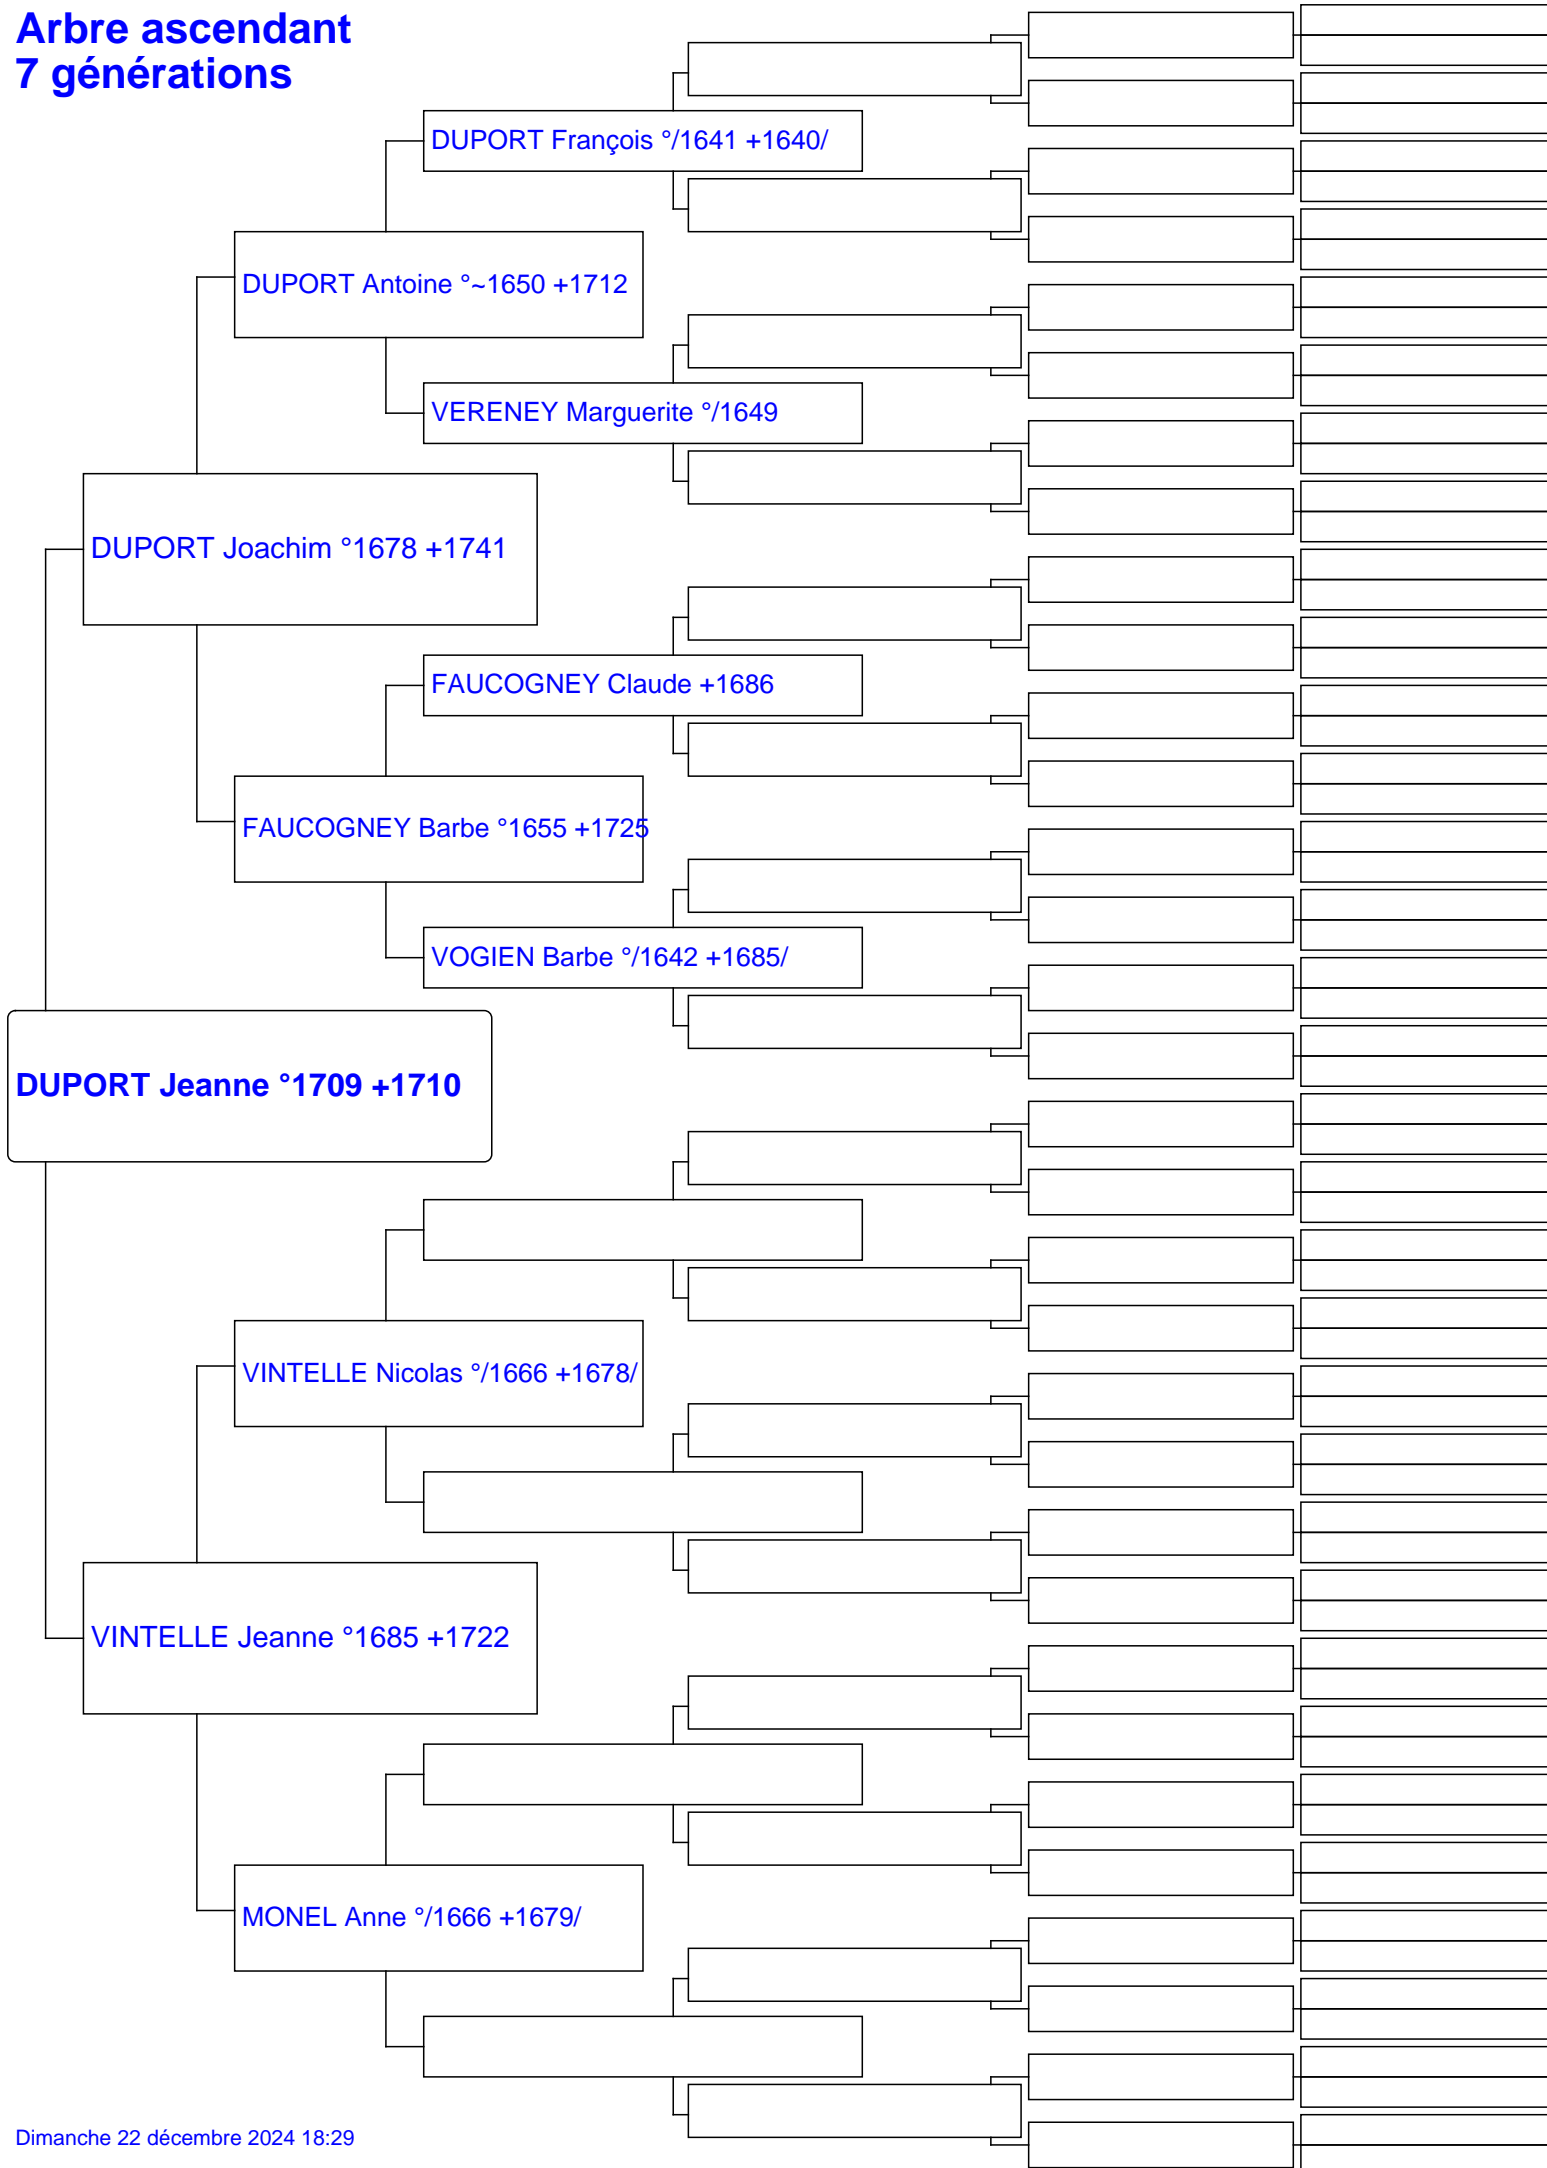 Arbre ascendant
7 générations
DUPORT François °/1641 +1640/
DUPORT Antoine °~1650 +1712
VERENEY Marguerite °/1649
DUPORT Joachim °1678 +1741
FAUCOGNEY Claude +1686
FAUCOGNEY Barbe °1655 +1725
VOGIEN Barbe °/1642 +1685/
DUPORT Jeanne °1709 +1710
VINTELLE Nicolas °/1666 +1678/
VINTELLE Jeanne °1685 +1722
MONEL Anne °/1666 +1679/
Dimanche 22 décembre 2024 18:29